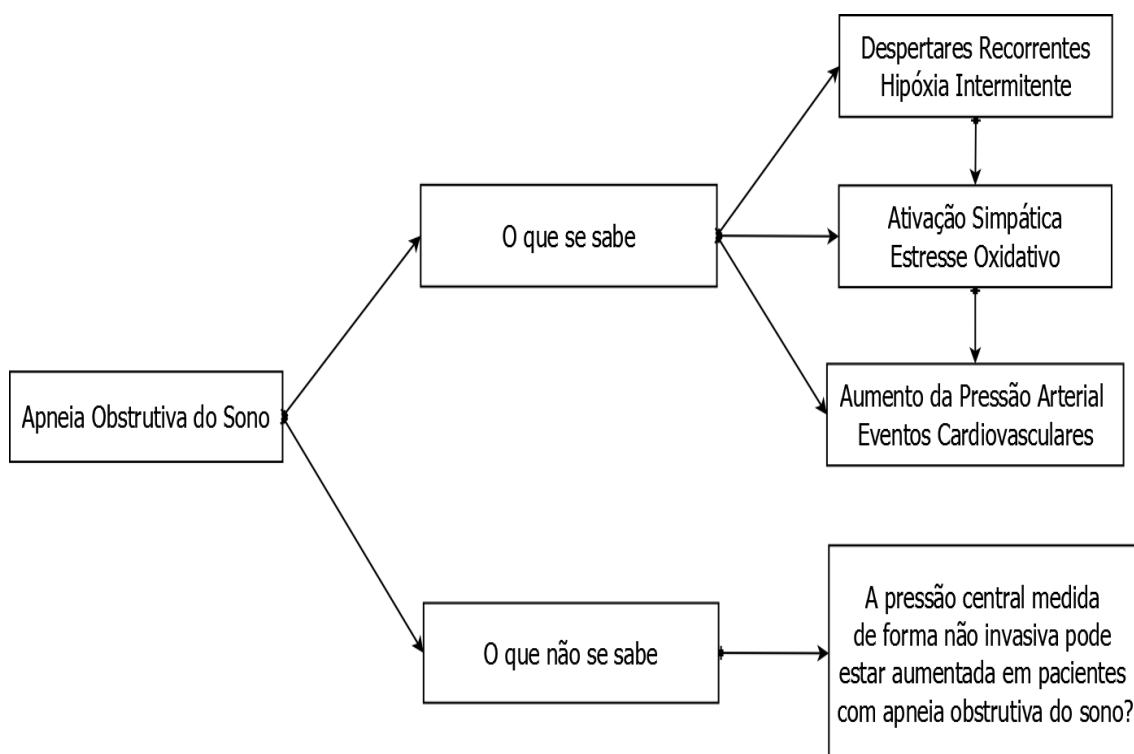 Despertares Recorrentes
Hipóxia Intermitente
O que se sabe
Ativação Simpática
Estresse Oxidativo
Apneia Obstrutiva do Sono
Aumento da Pressão Arterial
Eventos Cardiovasculares
O que não se sabe
A pressão central medida
de forma não invasiva pode
estar aumentada em pacientes
com apneia obstrutiva do sono?